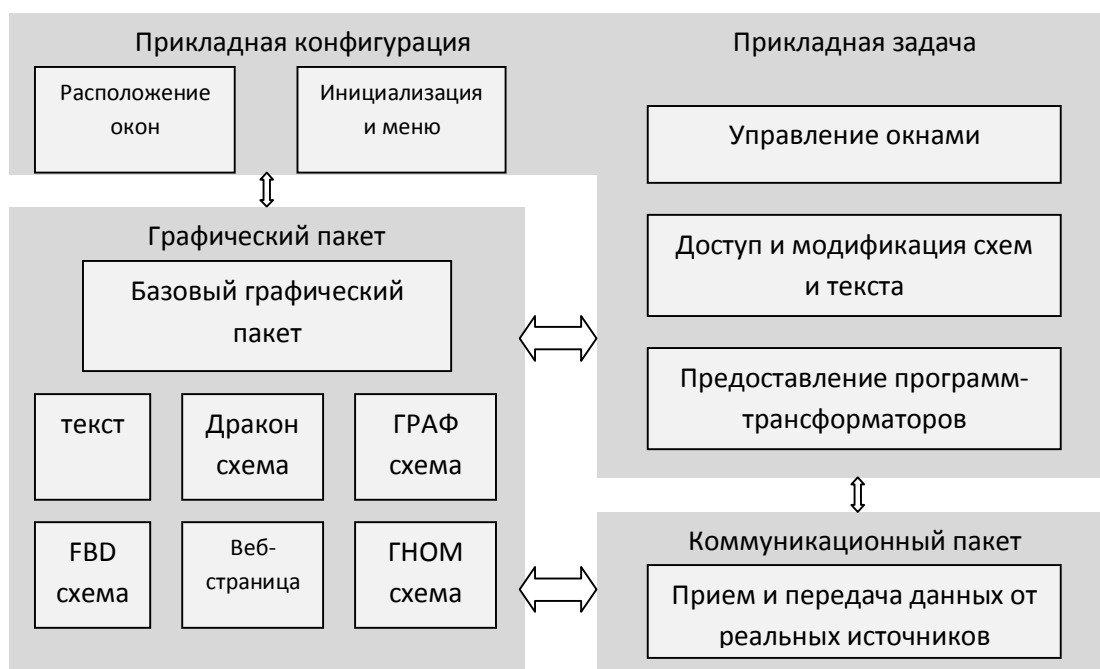 Прикладная конфигурация
Расположение
окон
Инициализация
и меню
Прикладная задача
Управление окнами
Доступ и модификация схем
и текста
Предоставление программ-
трансформаторов
Графический пакет
Базовый графический
пакет
текст
Дракон
схема
ГРАФ
схема
FBD
схема
Веб-
страница
ГНОМ
схема
Коммуникационный пакет
Прием и передача данных от
реальных источников